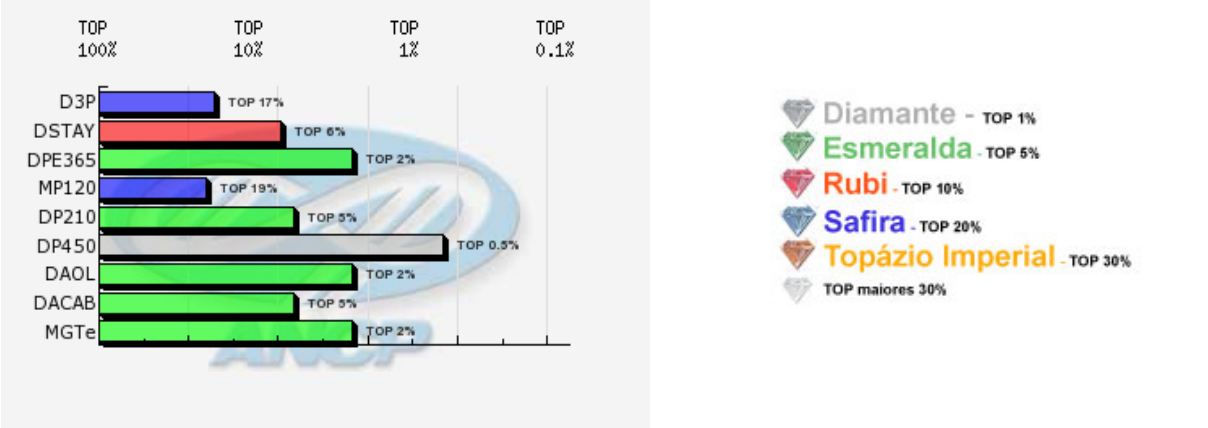 TOP TOP TOP TOP
100% 10% 1% 0.1%
D3P TOP 17%
DSTAY TOP 6%
DPE365 TOP 2%
MP120 TOP 19%
DP210 TOP 5%
DP450 TOP 0.5%
DAOL TOP 2%
DACAB TOP 5%
MGTe TOP 2%
ANCP
Diamante - TOP 1%
Esmeralda - TOP 5%
Rubi - TOP 10%
Safira - TOP 20%
Topázio Imperial - TOP 30%
TOP maiores 30%